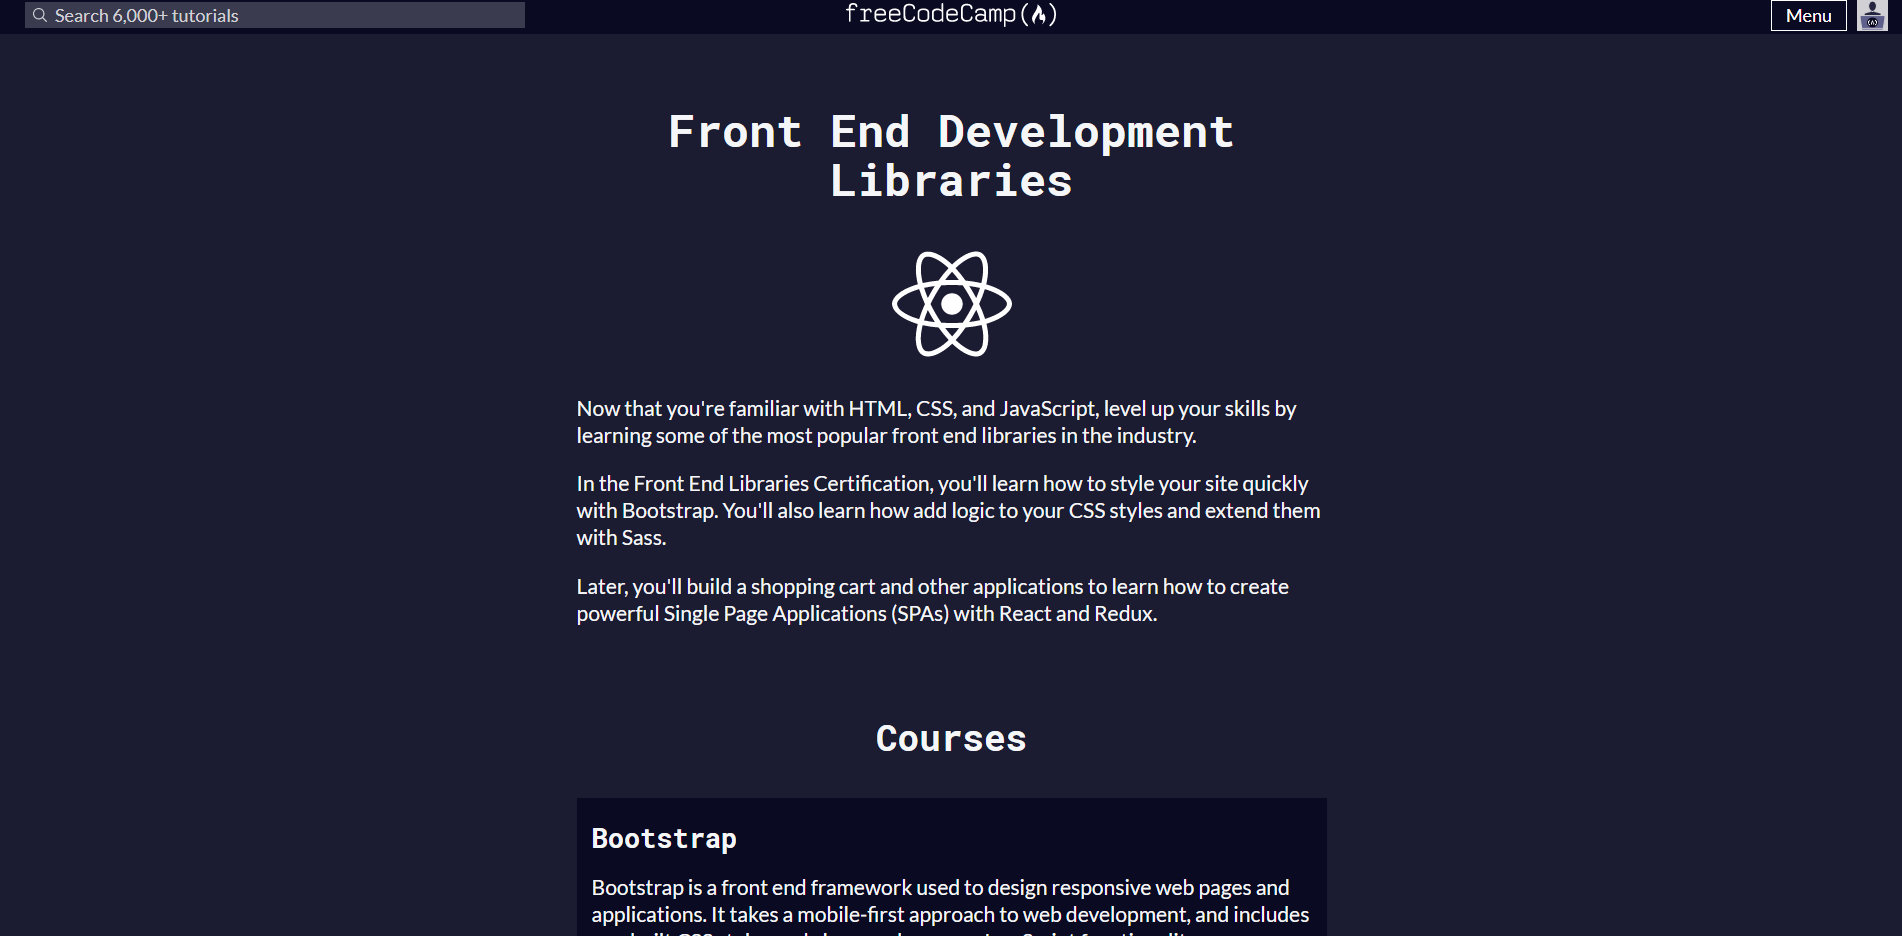 Search 6,000+ tutorials
freeCodeCamp
Menu
Front End Development
Libraries
Now that you're familiar with HTML, CSS, and JavaScript, level up your skills by
learning some of the most popular front end libraries in the industry.
In the Front End Libraries Certification, you'll learn how to style your site quickly
with Bootstrap. You'll also learn how add logic to your CSS styles and extend them
with Sass.
Later, you'll build a shopping cart and other applications to learn how to create
powerful Single Page Applications (SPAs) with React and Redux.
Courses
Bootstrap
Bootstrap is a front end framework used to design responsive web pages and
applications. It takes a mobile-first approach to web development, and includes